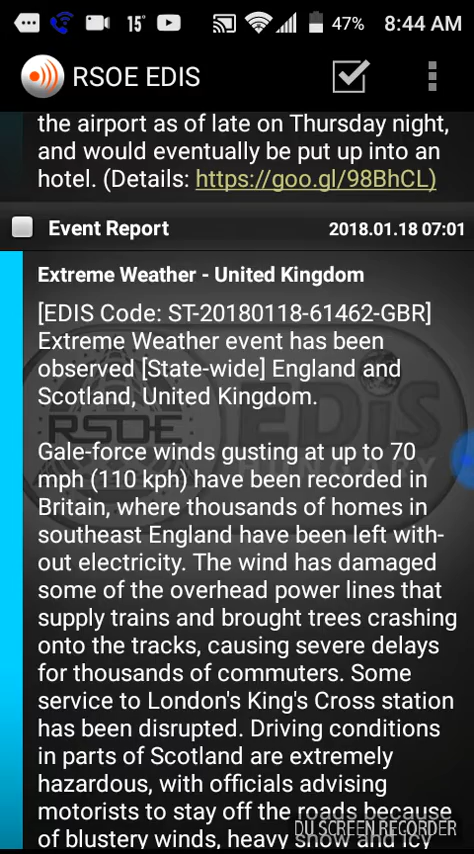 15°
47%
8:44 AM
RSOE EDIS
the airport as of late on Thursday night,
and would eventually be put up into an
hotel. (Details: https://goo.gl/98BhCL)
Event Report
2018.01.18 07:01
Extreme Weather - United Kingdom
[EDIS Code: ST-20180118-61462-GBR]
Extreme Weather event has been
observed [State-wide] England and
Scotland, United Kingdom.
RSOE EDIS
HUNGARY
Gale-force winds gusting at up to 70
mph (110 kph) have been recorded in
Britain, where thousands of homes in
southeast England have been left with-
out electricity. The wind has damaged
some of the overhead power lines that
supply trains and brought trees crashing
onto the tracks, causing severe delays
for thousands of commuters. Some
service to London's King's Cross station
has been disrupted. Driving conditions
in parts of Scotland are extremely
hazardous, with officials advising
motorists to stay off the roads because
of blustery winds, heavy snow and icy
DU SCREEN RECORDER